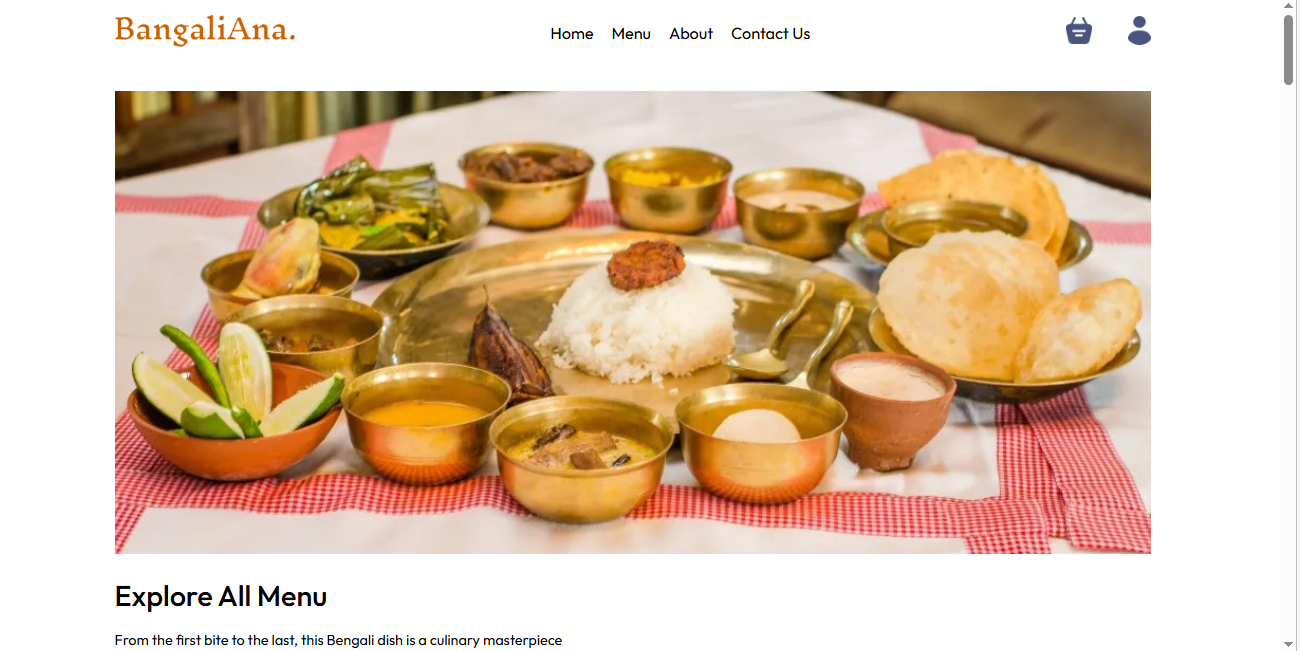 BangaliAna.
Home Menu About Contact Us
Explore All Menu
From the first bite to the last, this Bengali dish is a culinary masterpiece